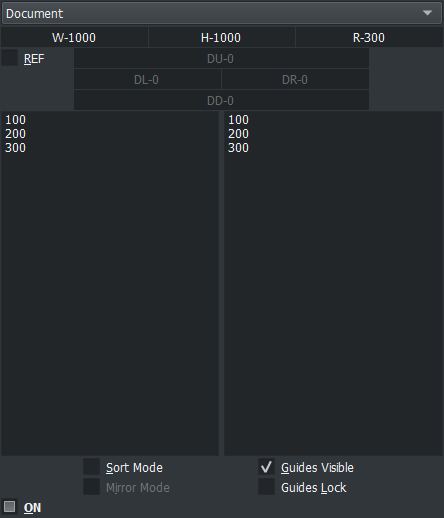 Document
W-1000 H-1000 R-300
REF DU-0
DL-0 DR-0
DD-0
100 100
200 200
300 300
Sort Mode Guides Visible
Mirror Mode Guides Lock
ON